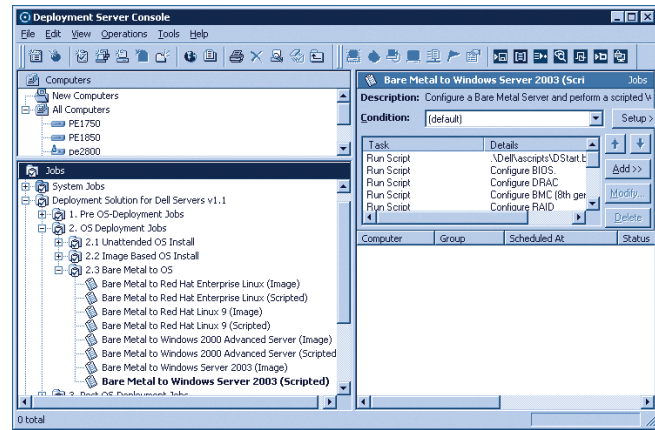 Deployment Server Console
File Edit View Operations Tools Help
Computers
New Computers
All Computers
PE1750
PE1850
pe2800
Jobs
System Jobs
Deployment Solution for Dell Servers v1.1
1. Pre OS-Deployment Jobs
2. OS Deployment Jobs
2.1 Unattended OS Install
2.2 Image Based OS Install
2.3 Bare Metal to OS
Bare Metal to Red Hat Enterprise Linux (Image)
Bare Metal to Red Hat Enterprise Linux (Scripted)
Bare Metal to Red Hat Linux 9 (Image)
Bare Metal to Red Hat Linux 9 (Scripted)
Bare Metal to Windows 2000 Advanced Server (Image)
Bare Metal to Windows 2000 Advanced Server (Scripted
Bare Metal to Windows Server 2003 (Image)
Bare Metal to Windows Server 2003 (Scripted)
3. Post OS-Deployment Jobs
0 total
Bare Metal to Windows Server 2003 (Scri Jobs
Description: Configure a Bare Metal Server and perform a scripted
Condition: (default) Setup >
Task Details
Run Script .\Dell\ascripts\DStart.b
Run Script Configure BIOS.
Run Script Configure DRAC
Run Script Configure BMC (8th ger
Run Script Configure RAID
Add >>
Modify...
Delete
Computer Group Scheduled At Status